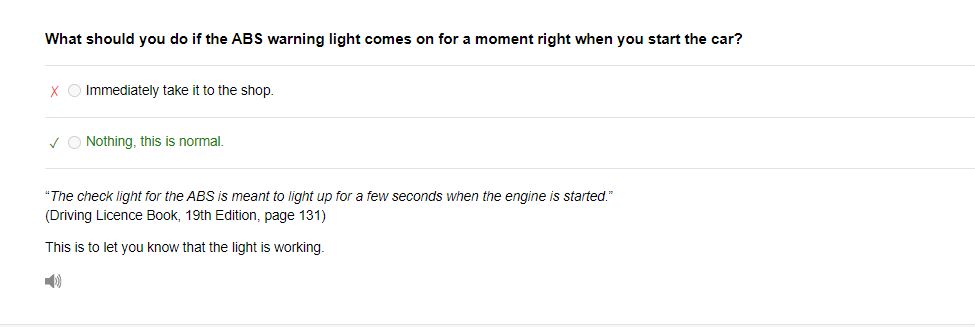 What should you do if the ABS warning light comes on for a moment right when you start the car?
X Immediately take it to the shop.
✓ Nothing, this is normal.
“The check light for the ABS is meant to light up for a few seconds when the engine is started.”
(Driving Licence Book, 19th Edition, page 131)
This is to let you know that the light is working.